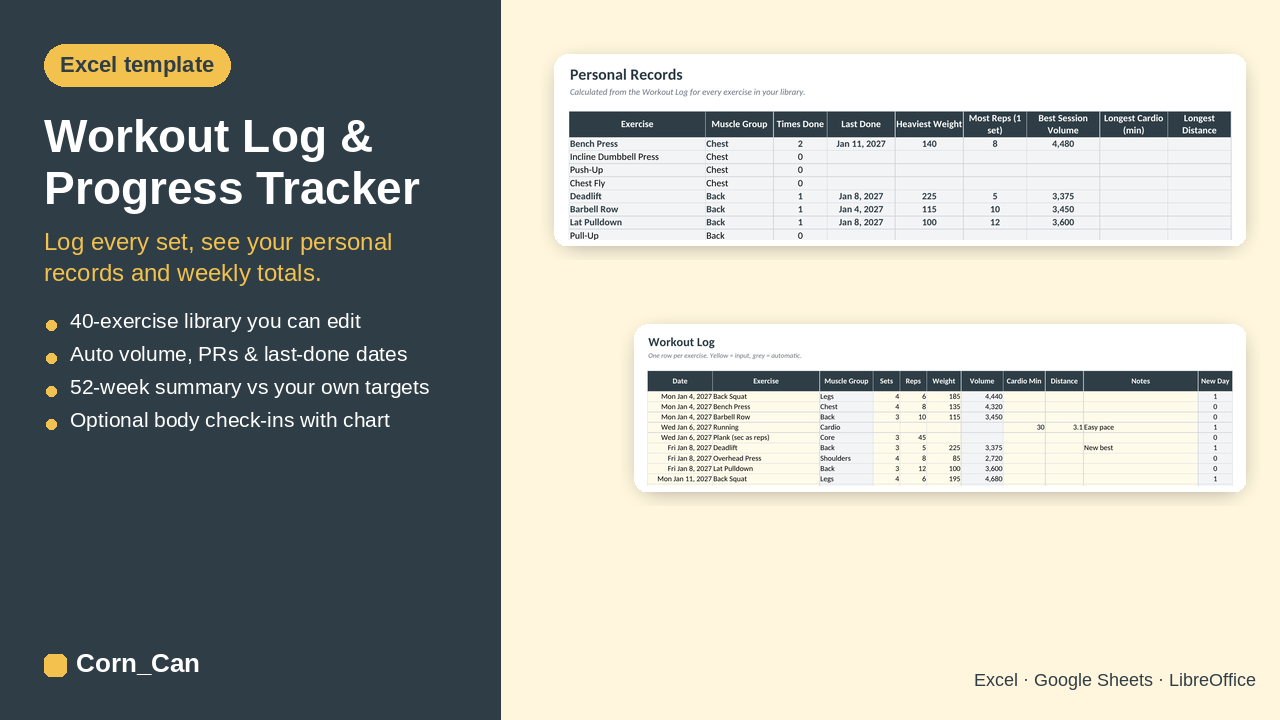 Excel template
Workout Log &
Progress Tracker
Log every set, see your personal
records and weekly totals.
40-exercise library you can edit
Auto volume, PRs & last-done dates
52-week summary vs your own targets
Optional body check-ins with chart
Corn_Can
Personal Records
Calculated from the Workout Log for every exercise in your library.
Exercise Muscle Group Times Done Last Done Heaviest Weight Most Reps (1 set) Best Session Volume Longest Cardio (min) Longest Distance
Bench Press Chest 2 Jan 11, 2027 140 8 4,480
Incline Dumbbell Press Chest 0
Push-Up Chest 0
Chest Fly Chest 0
Deadlift Back 1 Jan 8, 2027 225 5 3,375
Barbell Row Back 1 Jan 4, 2027 115 10 3,450
Lat Pulldown Back 1 Jan 8, 2027 100 12 3,600
Pull-Up Back 0
Workout Log
One row per exercise. Yellow = input, grey = automatic.
Date Exercise Muscle Group Sets Reps Weight Volume Cardio Min Distance Notes New Day
Mon Jan 4, 2027 Back Squat Legs 4 6 185 4,440 1
Mon Jan 4, 2027 Bench Press Chest 4 8 135 4,320 0
Mon Jan 4, 2027 Barbell Row Back 3 10 115 3,450 0
Wed Jan 6, 2027 Running Cardio 30 3.1 Easy pace 1
Wed Jan 6, 2027 Plank (sec as reps) Core 3 45 0
Fri Jan 8, 2027 Deadlift Back 3 5 225 3,375 New best 1
Fri Jan 8, 2027 Overhead Press Shoulders 4 8 85 2,720 0
Fri Jan 8, 2027 Lat Pulldown Back 3 12 100 3,600 0
Mon Jan 11, 2027 Back Squat Legs 4 6 195 4,680 1
Excel · Google Sheets · LibreOffice